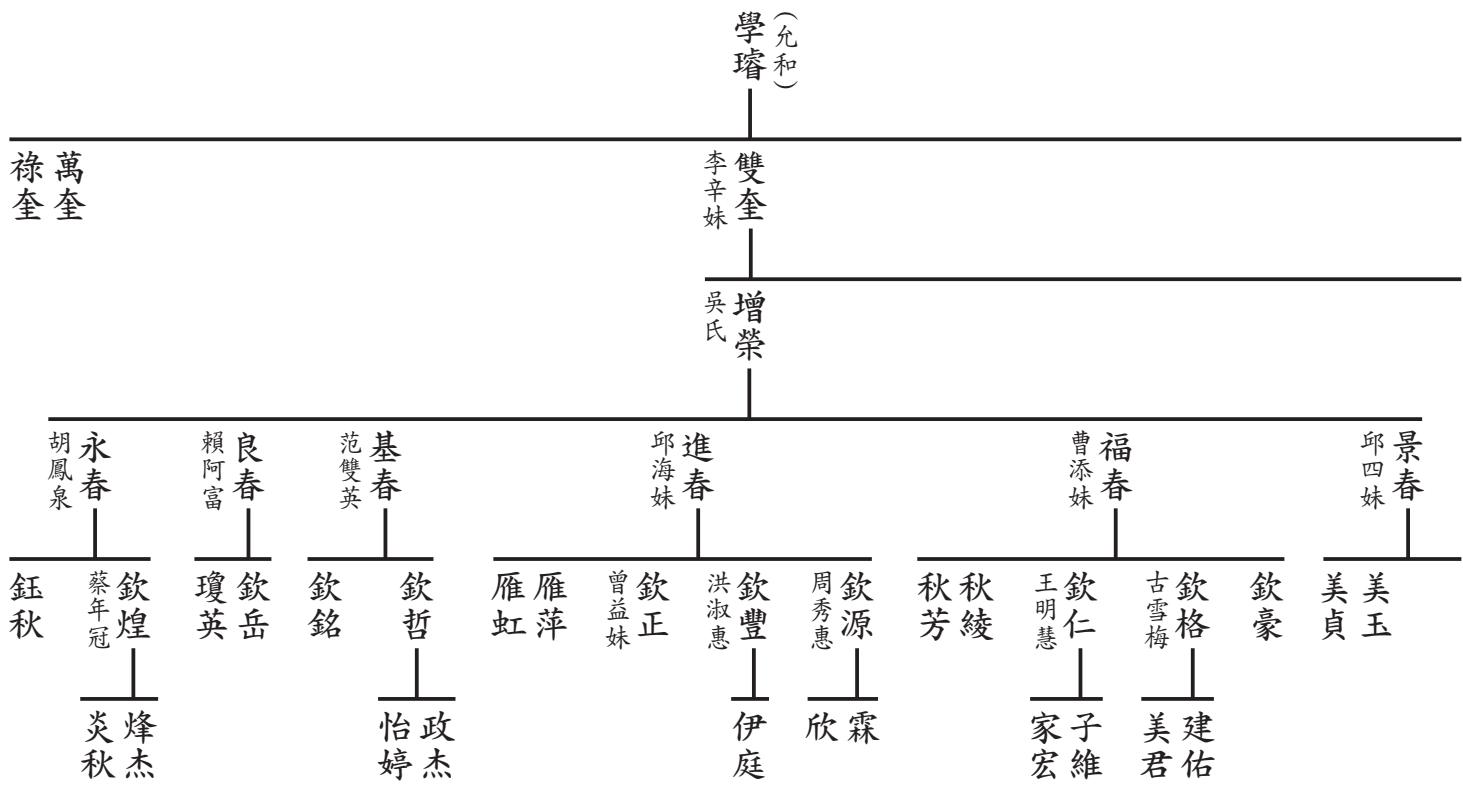 學璿
(允和)
雙奎
李辛妹
萬奎
祿奎
增榮
吳氏
景春
邱四妹
福春
曹添妹
進春
邱海妹
基春
范雙英
良春
賴阿富
永春
胡鳳泉
美玉
美貞
欽豪
欽格
古雪梅
欽仁
王明慧
秋綾
秋芳
欽源
周秀惠
欽豐
洪淑惠
欽正
曾益妹
雁萍
雁虹
欽哲
欽銘
欽岳
瓊英
欽煌
蔡年冠
鈺秋
建佑
美君
子維
家宏
霖
欣
伊庭
政杰
怡婷
烽杰
炎秋